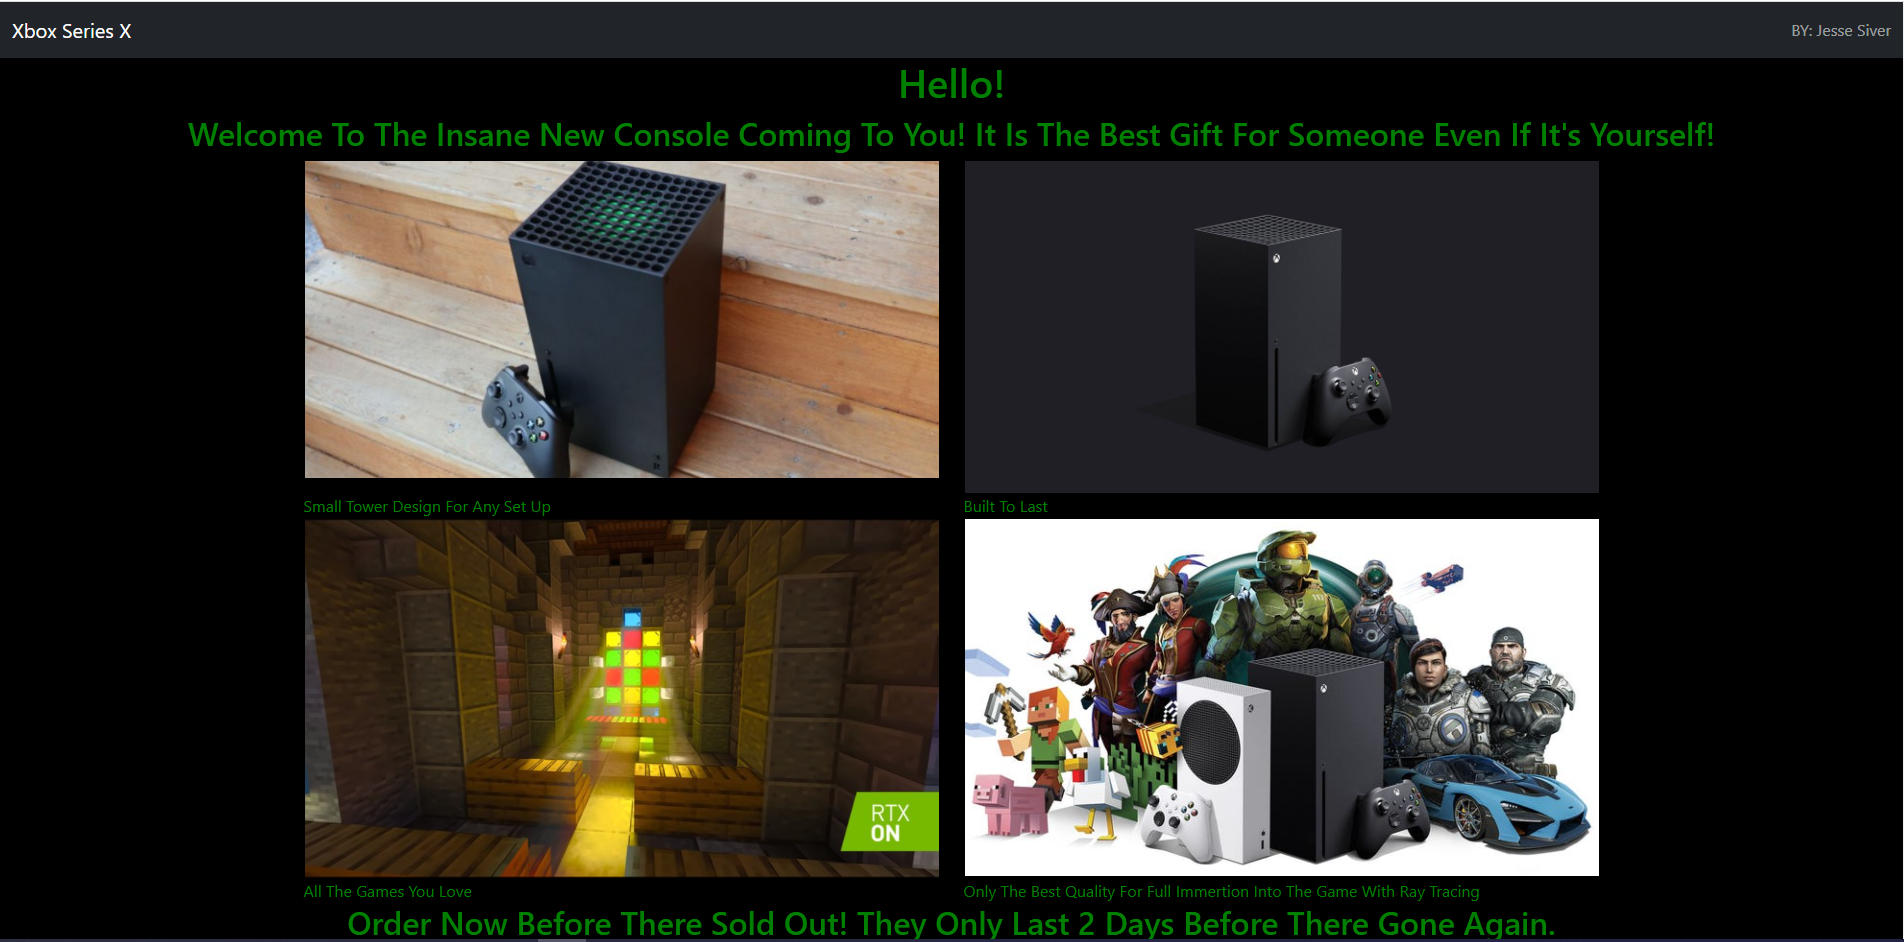 Xbox Series X
BY: Jesse Siver
Hello!
Welcome To The Insane New Console Coming To You! It Is The Best Gift For Someone Even If It's Yourself!
Small Tower Design For Any Set Up
Built To Last
RTX
ON
All The Games You Love
Only The Best Quality For Full Immertion Into The Game With Ray Tracing
Order Now Before There Sold Out! They Only Last 2 Days Before There Gone Again.